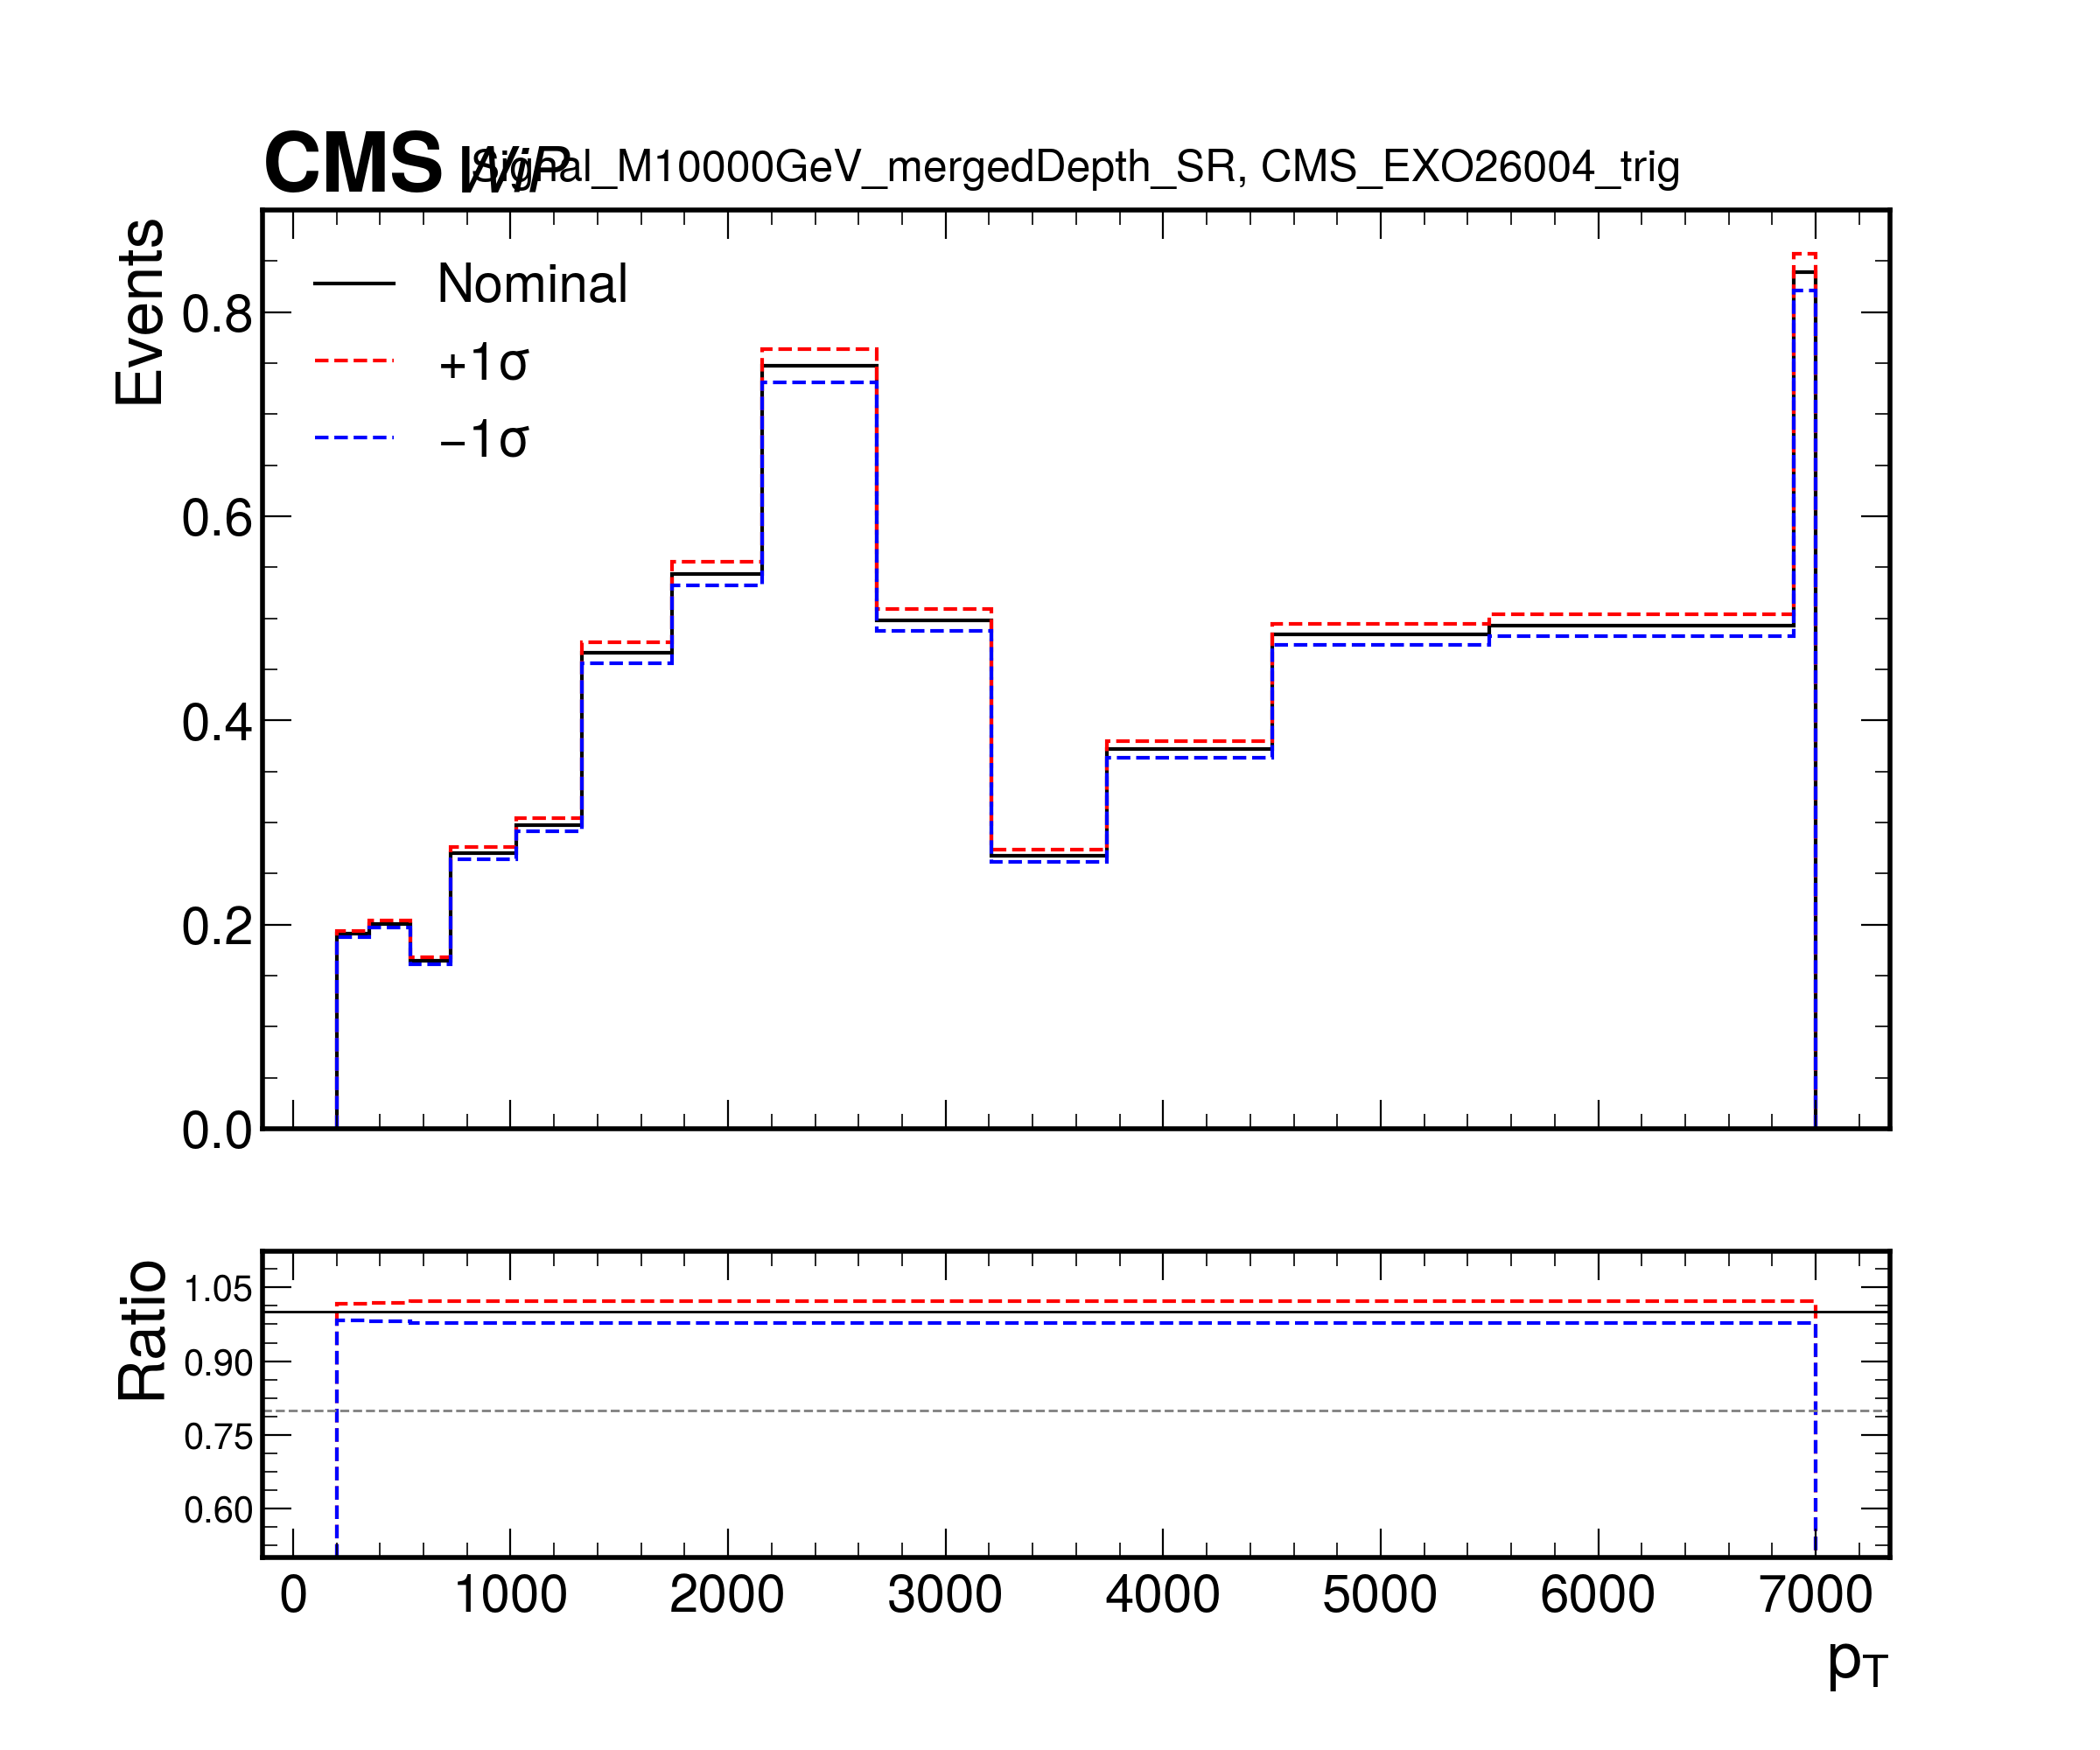 CMS WiP Signal_M10000GeV_mergedDepth_SR, CMS_EXO26004_trig
Events
Nominal
+1σ
−1σ
0.8
0.6
0.4
0.2
0.0
Ratio
1.05
0.90
0.75
0.60
0 1000 2000 3000 4000 5000 6000 7000
pT